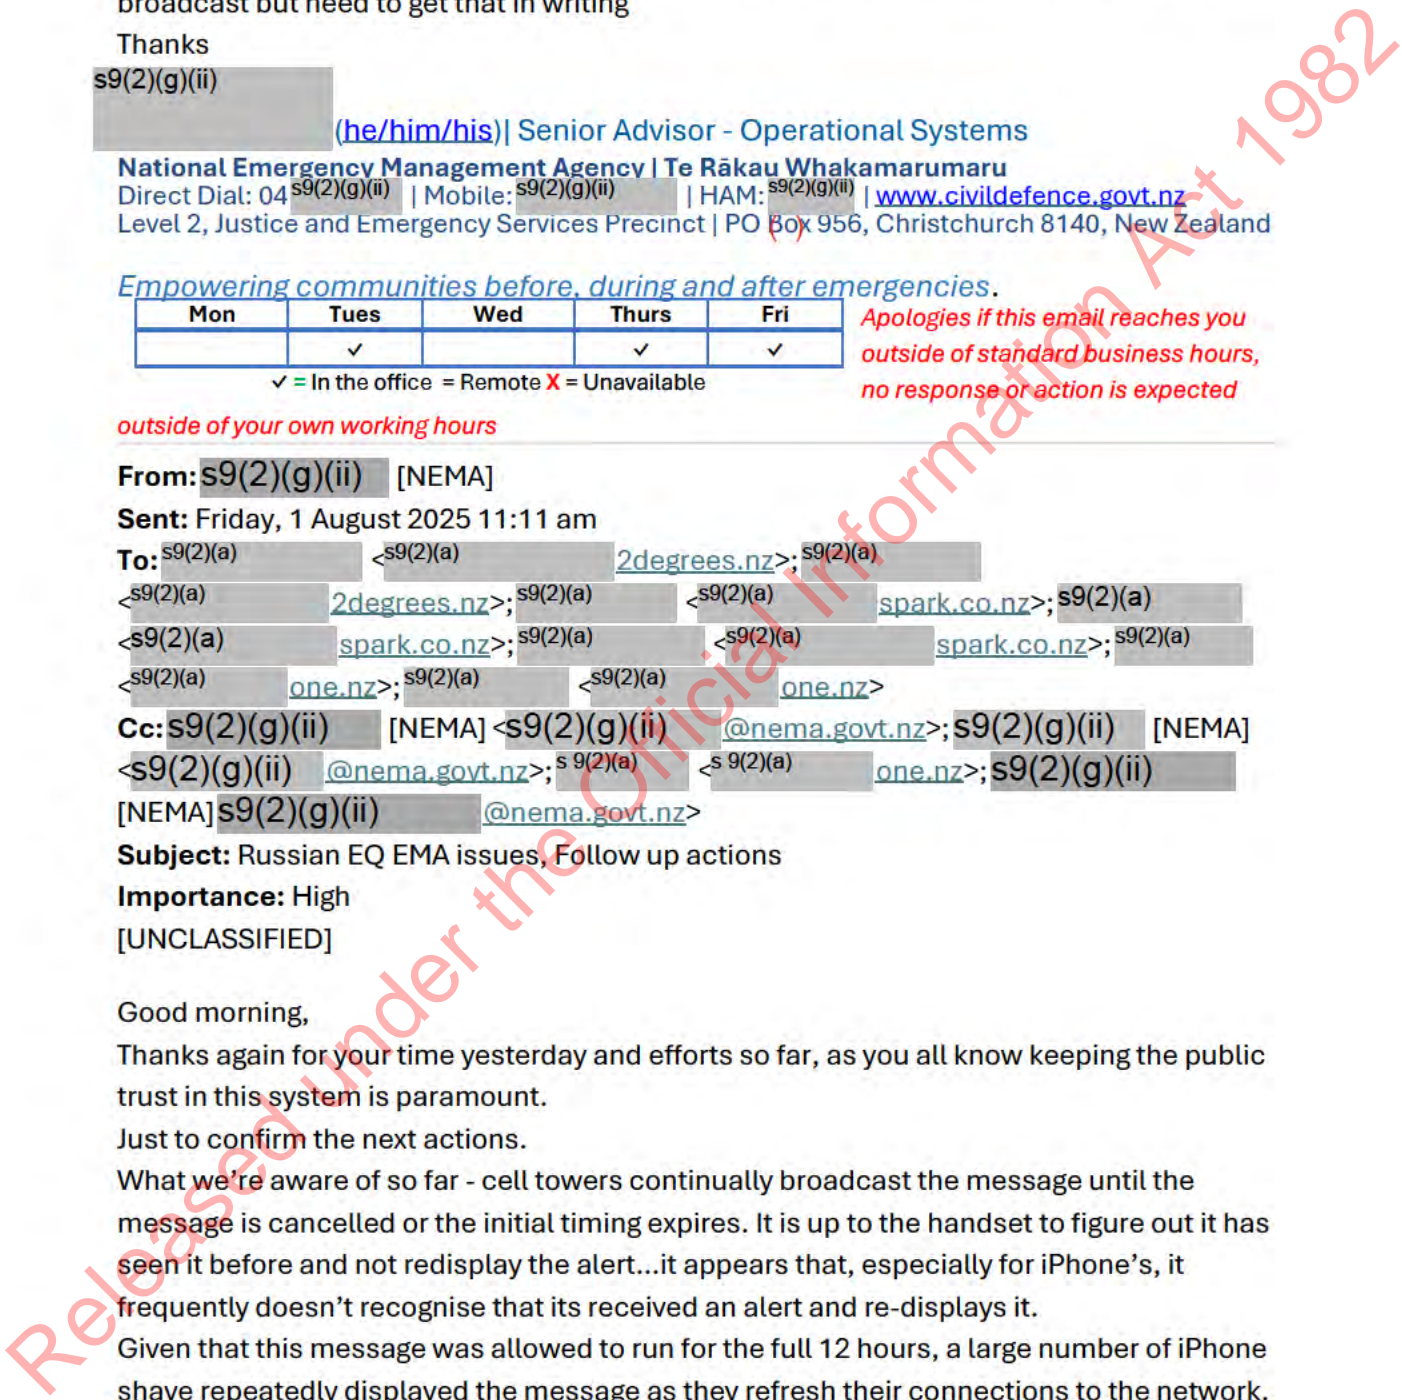 broadcast but need to get that in writing
Thanks
s9(2)(g)(ii)
(he/him/his)| Senior Advisor - Operational Systems
National Emergency Management Agency | Te Rākau Whakamarumaru
Direct Dial: 04 s9(2)(g)(ii) | Mobile: s9(2)(g)(ii) | HAM: s9(2)(g)(ii) | www.civildefence.govt.nz
Level 2, Justice and Emergency Services Precinct | PO Box 956, Christchurch 8140, New Zealand
Empowering communities before, during and after emergencies.
Mon Tues Wed Thurs Fri
✓ ✓ ✓
✓ = In the office = Remote X = Unavailable
Apologies if this email reaches you
outside of standard business hours,
no response or action is expected
outside of your own working hours
From: s9(2)(g)(ii) [NEMA]
Sent: Friday, 1 August 2025 11:11 am
To: s9(2)(a) <s9(2)(a) 2degrees.nz>; s9(2)(a)
<s9(2)(a) 2degrees.nz>; s9(2)(a) <s9(2)(a) spark.co.nz>; s9(2)(a)
<s9(2)(a) spark.co.nz>; s9(2)(a) <s9(2)(a) spark.co.nz>; s9(2)(a)
<s9(2)(a) one.nz>; s9(2)(a) <s9(2)(a) one.nz>
Cc: s9(2)(g)(ii) [NEMA] <s9(2)(g)(ii) @nema.govt.nz>; s9(2)(g)(ii) [NEMA]
<s9(2)(g)(ii) @nema.govt.nz>; s 9(2)(a) <s 9(2)(a) one.nz>; s9(2)(g)(ii)
[NEMA] s9(2)(g)(ii) @nema.govt.nz>
Subject: Russian EQ EMA issues, Follow up actions
Importance: High
[UNCLASSIFIED]
Good morning,
Thanks again for your time yesterday and efforts so far, as you all know keeping the public
trust in this system is paramount.
Just to confirm the next actions.
What we’re aware of so far - cell towers continually broadcast the message until the
message is cancelled or the initial timing expires. It is up to the handset to figure out it has
seen it before and not redisplay the alert…it appears that, especially for iPhone’s, it
frequently doesn’t recognise that its received an alert and re-displays it.
Given that this message was allowed to run for the full 12 hours, a large number of iPhone
shave repeatedly displayed the message as they refresh their connections to the network.
Released under the Official Information Act 1982